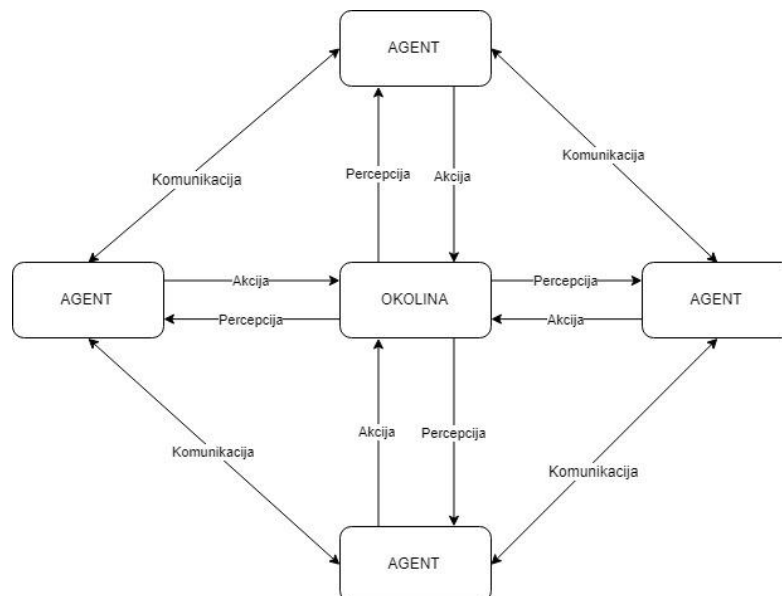 AGENT
Komunikacija
Komunikacija
Percepcija
Akcija
AGENT
Akcija
Percepcija
OKOLINA
Percepcija
Akcija
AGENT
Komunikacija
Akcija
Percepcija
Komunikacija
AGENT